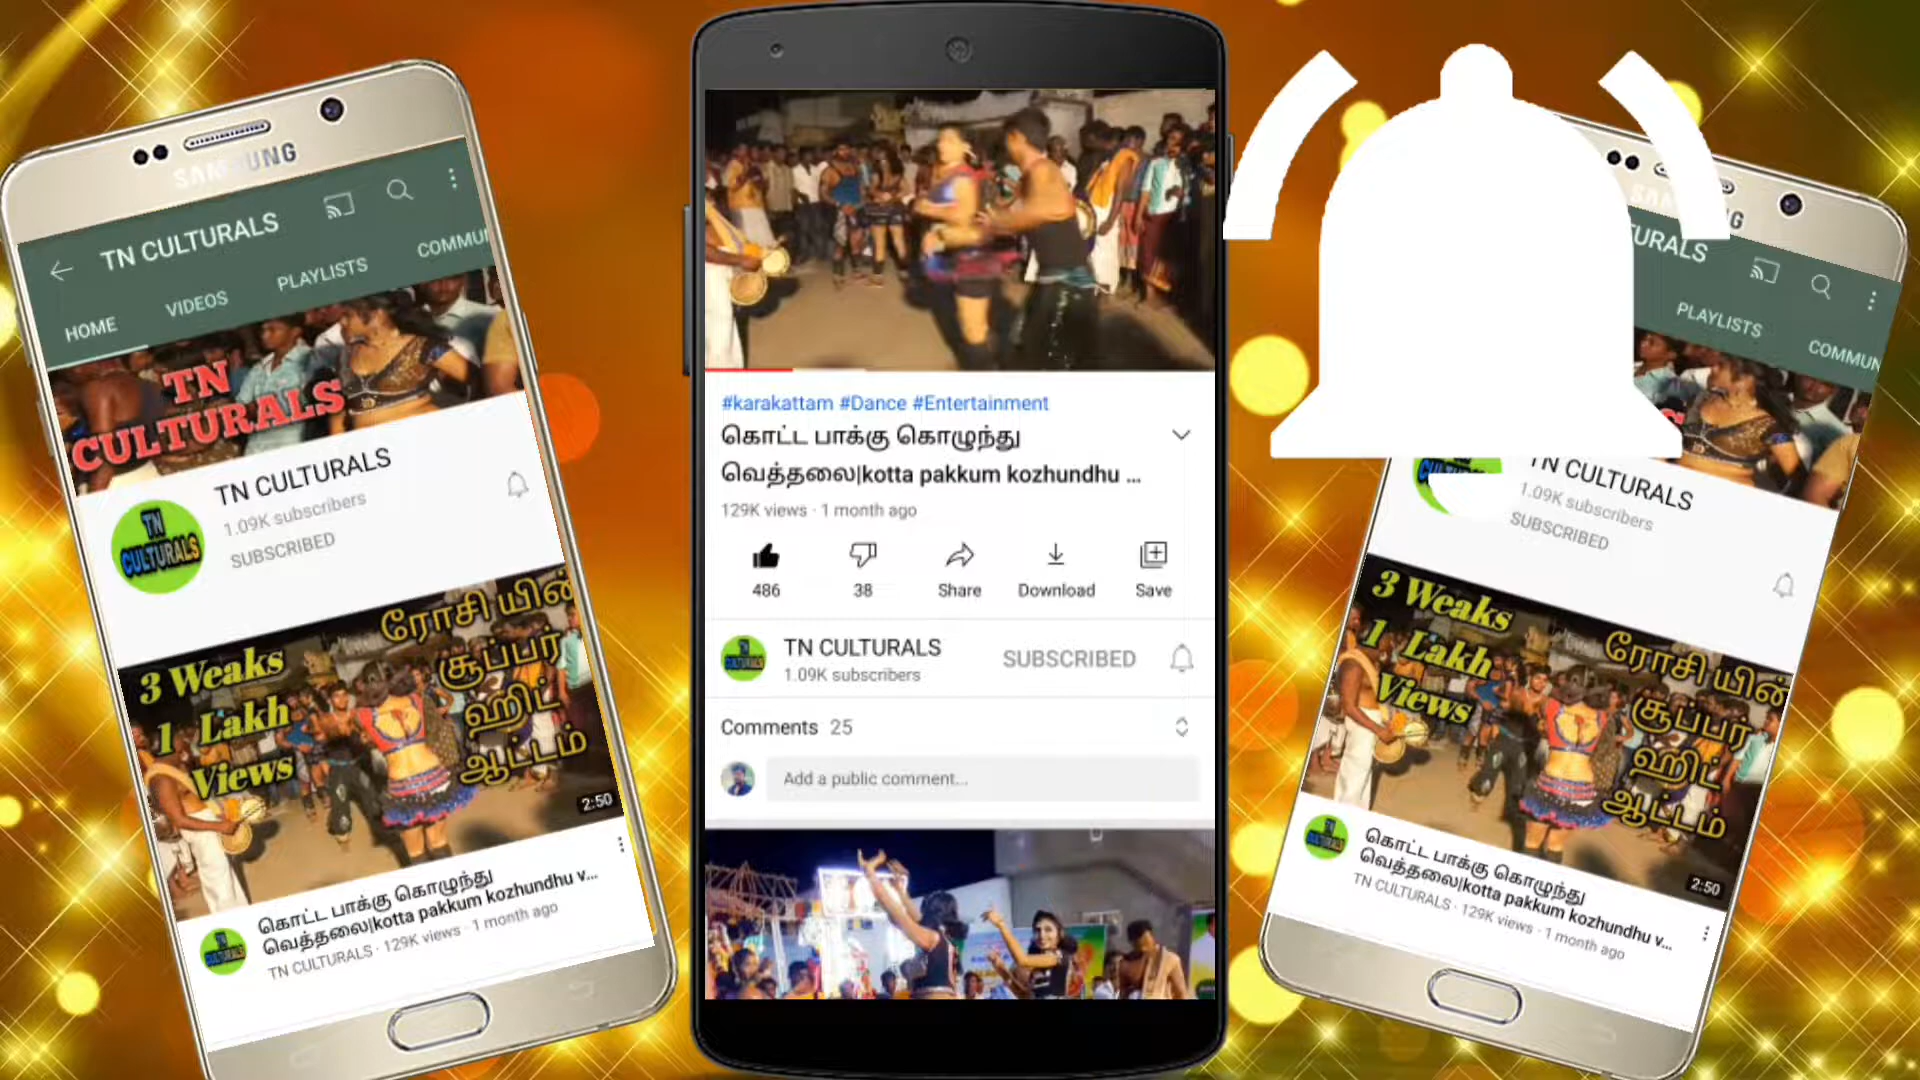 SAMSUNG
TN CULTURALS
HOME
VIDEOS
PLAYLISTS
COMMU
TN
CULTURALS
TN CULTURALS
1.09K subscribers
SUBSCRIBED
TN
CULTURALS
3 Weaks
1 Lakh
Views
ரோசி யின்
சூப்பர்
ஹிட்
ஆட்டம்
2:50
கொட்ட பாக்கு கொழுந்து
வெத்தலை|kotta pakkum kozhundhu v...
TN CULTURALS · 129K views · 1 month ago
#karakattam #Dance #Entertainment
கொட்ட பாக்கு கொழுந்து
வெத்தலை|kotta pakkum kozhundhu ...
129K views · 1 month ago
486
38
Share
Download
Save
TN CULTURALS
1.09K subscribers
SUBSCRIBED
Comments 25
Add a public comment...
URALS
PLAYLISTS
COMMUN
TN CULTURALS
1.09K subscribers
SUBSCRIBED
3 Weaks
1 Lakh
Views
ரோசி யின்
சூப்பர்
ஹிட்
ஆட்டம்
2:50
கொட்ட பாக்கு கொழுந்து
வெத்தலை|kotta pakkum kozhundhu v...
TN CULTURALS · 129K views · 1 month ago